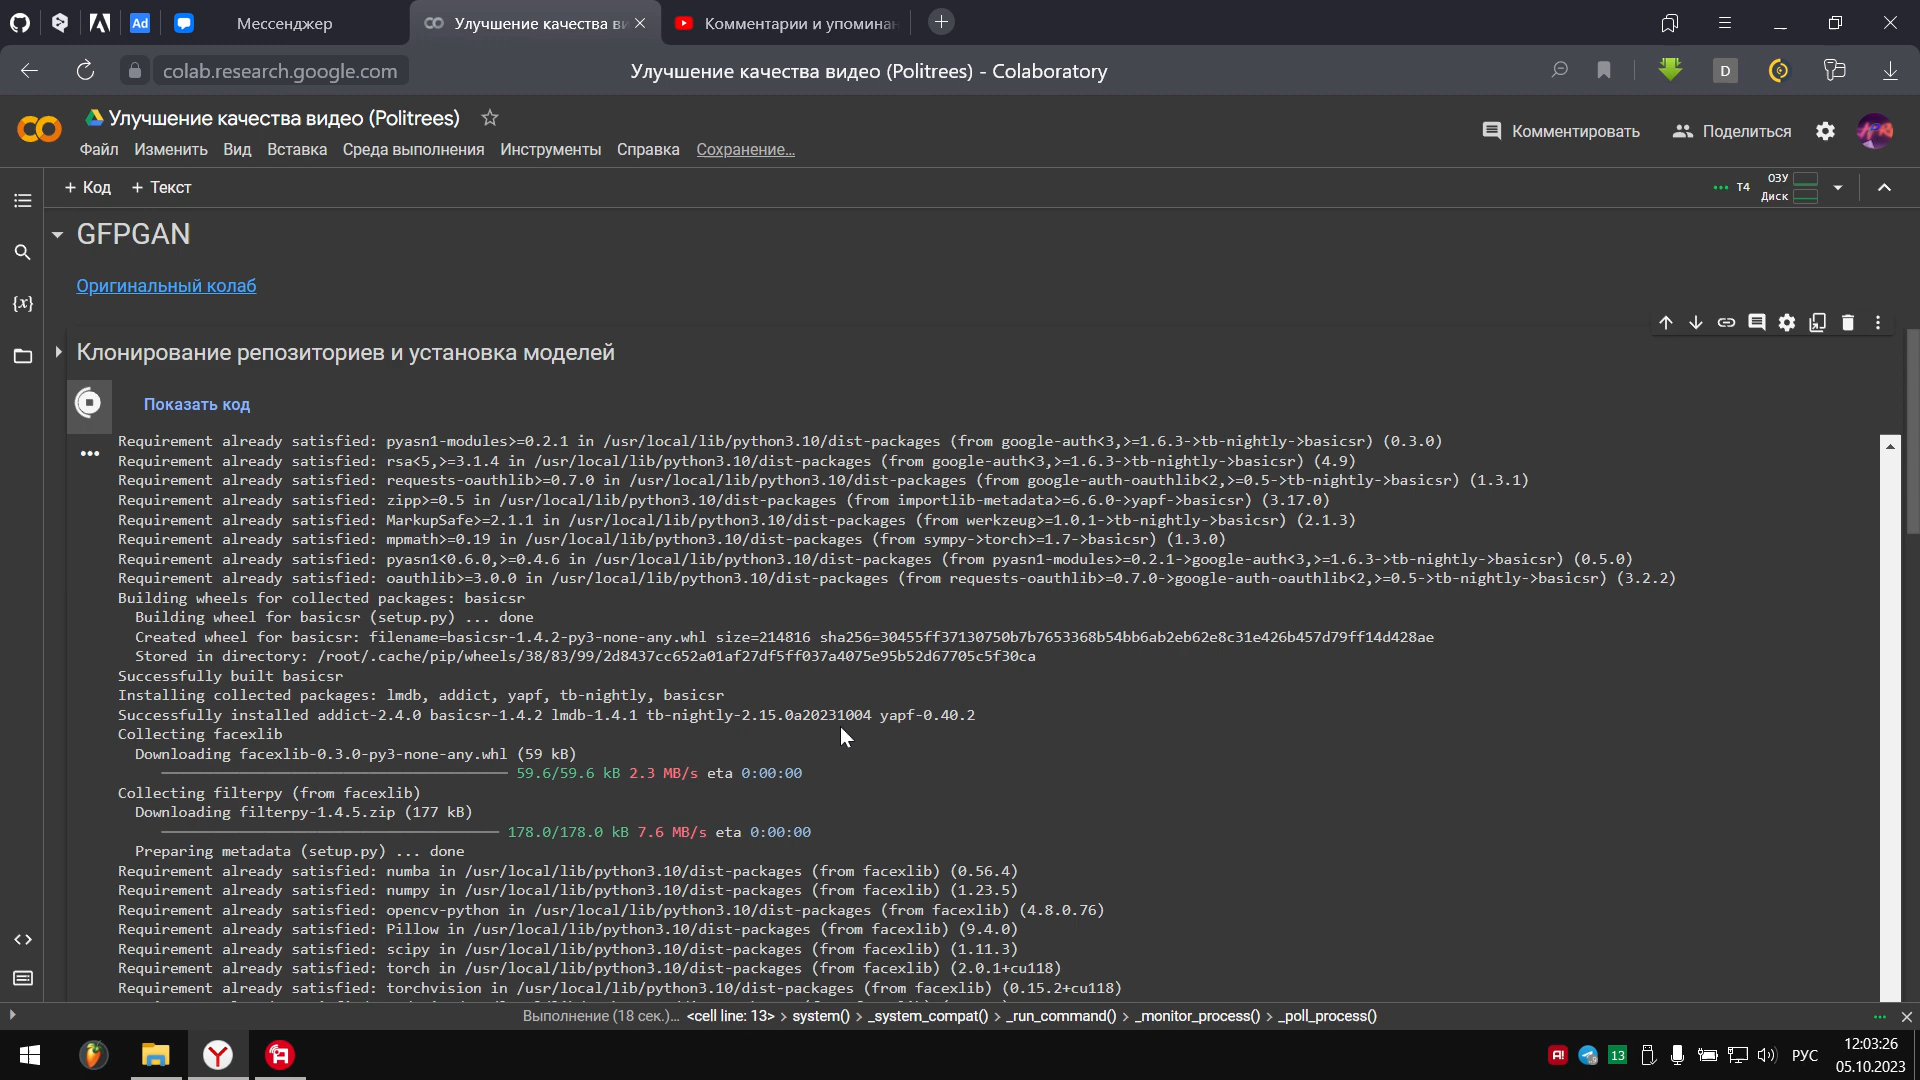 Мессенджер
Улучшение качества ви
Комментарии и упомина
colab.research.google.com
Улучшение качества видео (Politrees) - Colaboratory
Улучшение качества видео (Politrees)
Комментировать
Поделиться
Файл Изменить Вид Вставка Среда выполнения Инструменты Справка Сохранение...
+ Код + Текст
T4 ОЗУ
Диск
GFPGAN
Оригинальный колаб
Клонирование репозиториев и установка моделей
Показать код
Requirement already satisfied: pyasn1-modules>=0.2.1 in /usr/local/lib/python3.10/dist-packages (from google-auth<3,>=1.6.3->tb-nightly->basicsr) (0.3.0)
Requirement already satisfied: rsa<5,>=3.1.4 in /usr/local/lib/python3.10/dist-packages (from google-auth<3,>=1.6.3->tb-nightly->basicsr) (4.9)
Requirement already satisfied: requests-oauthlib>=0.7.0 in /usr/local/lib/python3.10/dist-packages (from google-auth-oauthlib<2,>=0.5->tb-nightly->basicsr) (1.3.1)
Requirement already satisfied: zipp>=0.5 in /usr/local/lib/python3.10/dist-packages (from importlib-metadata>=6.6.0->yapf->basicsr) (3.17.0)
Requirement already satisfied: MarkupSafe>=2.1.1 in /usr/local/lib/python3.10/dist-packages (from werkzeug>=1.0.1->tb-nightly->basicsr) (2.1.3)
Requirement already satisfied: mpmath>=0.19 in /usr/local/lib/python3.10/dist-packages (from sympy->torch>=1.7->basicsr) (1.3.0)
Requirement already satisfied: pyasn1<0.6.0,>=0.4.6 in /usr/local/lib/python3.10/dist-packages (from pyasn1-modules>=0.2.1->google-auth<3,>=1.6.3->tb-nightly->basicsr) (0.5.0)
Requirement already satisfied: oauthlib>=3.0.0 in /usr/local/lib/python3.10/dist-packages (from requests-oauthlib>=0.7.0->google-auth-oauthlib<2,>=0.5->tb-nightly->basicsr) (3.2.2)
Building wheels for collected packages: basicsr
Building wheel for basicsr (setup.py) ... done
Created wheel for basicsr: filename=basicsr-1.4.2-py3-none-any.whl size=214816 sha256=30455ff37130750b7b7653368b54bb6ab2eb62e8c31e426b457d79ff14d428ae
Stored in directory: /root/.cache/pip/wheels/38/83/99/2d8437cc652a01af27df5ff037a4075e95b52d67705c5f30ca
Successfully built basicsr
Installing collected packages: lmdb, addict, yapf, tb-nightly, basicsr
Successfully installed addict-2.4.0 basicsr-1.4.2 lmdb-1.4.1 tb-nightly-2.15.0a20231004 yapf-0.40.2
Collecting facexlib
Downloading facexlib-0.3.0-py3-none-any.whl (59 kB)
59.6/59.6 kB 2.3 MB/s eta 0:00:00
Collecting filterpy (from facexlib)
Downloading filterpy-1.4.5.zip (177 kB)
178.0/178.0 kB 7.6 MB/s eta 0:00:00
Preparing metadata (setup.py) ... done
Requirement already satisfied: numba in /usr/local/lib/python3.10/dist-packages (from facexlib) (0.56.4)
Requirement already satisfied: numpy in /usr/local/lib/python3.10/dist-packages (from facexlib) (1.23.5)
Requirement already satisfied: opencv-python in /usr/local/lib/python3.10/dist-packages (from facexlib) (4.8.0.76)
Requirement already satisfied: Pillow in /usr/local/lib/python3.10/dist-packages (from facexlib) (9.4.0)
Requirement already satisfied: scipy in /usr/local/lib/python3.10/dist-packages (from facexlib) (1.11.3)
Requirement already satisfied: torch in /usr/local/lib/python3.10/dist-packages (from facexlib) (2.0.1+cu118)
Requirement already satisfied: torchvision in /usr/local/lib/python3.10/dist-packages (from facexlib) (0.15.2+cu118)
Выполнение (18 сек.)... <cell line: 13> > system() > _system_compat() > _run_command() > _monitor_process() > _poll_process()
13
РУС
12:03:26
05.10.2023